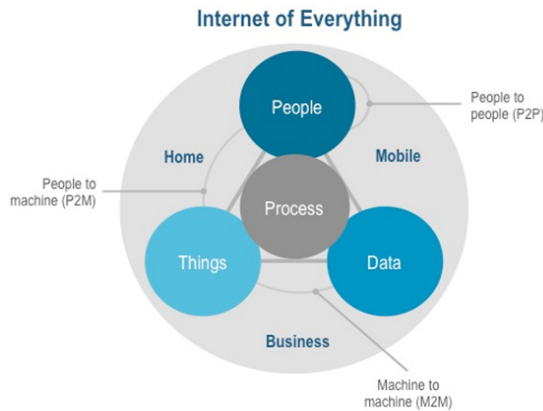 Internet of Everything
People
People to
people (P2P)
Home
Mobile
People to
machine (P2M)
Process
Things
Data
Business
Machine to
machine (M2M)